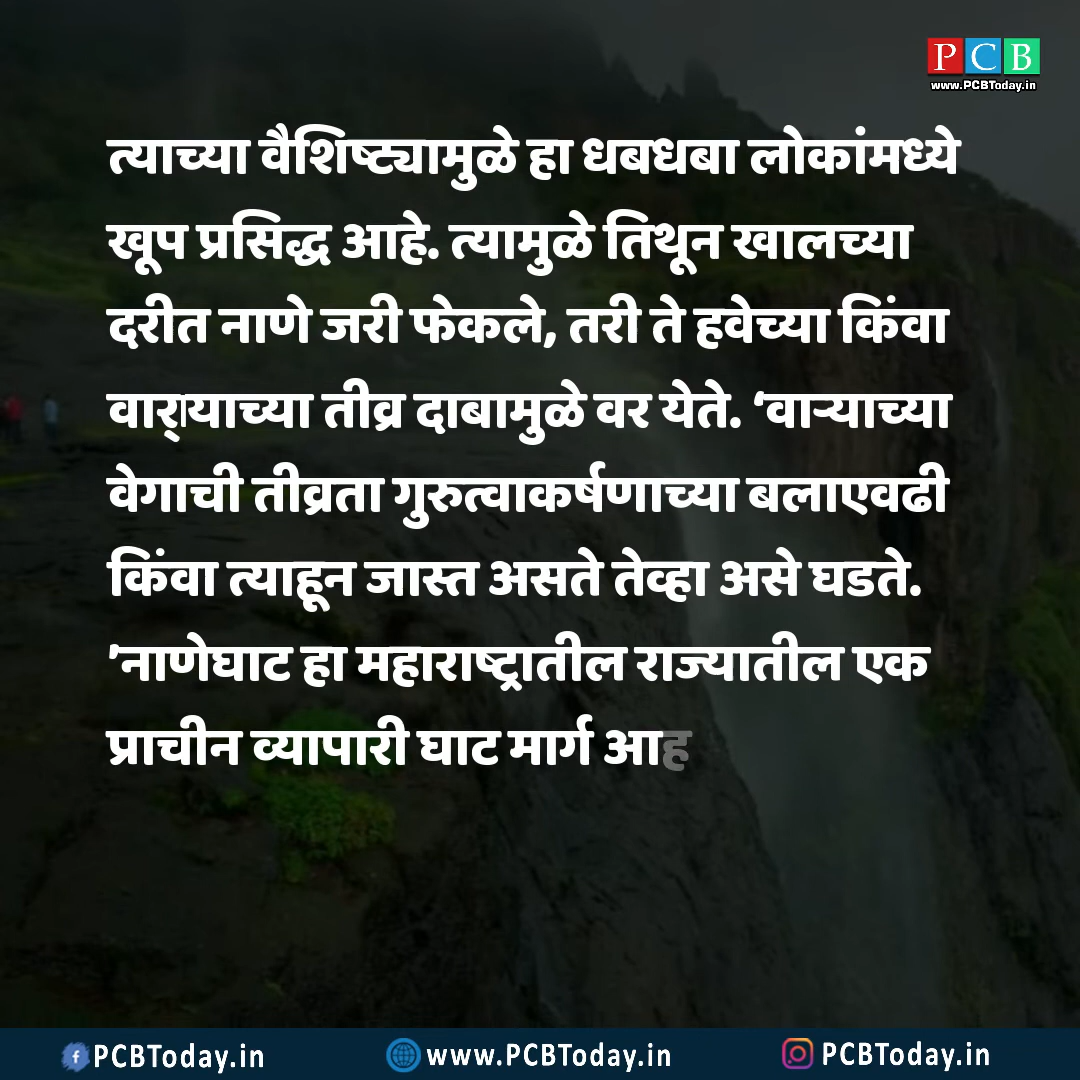 PCB
www.PCBToday.in
त्याच्या वैशिष्ट्यामुळे हा धबधबा लोकांमध्ये
खूप प्रसिद्ध आहे. त्यामुळे तिथून खालच्या
दरीत नाणे जरी फेकले, तरी ते हवेच्या किंवा
वार्‍याच्या तीव्र दाबामुळे वर येते. ‘वाऱ्याच्या
वेगाची तीव्रता गुरुत्वाकर्षणाच्या बलाएवढी
किंवा त्याहून जास्त असते तेव्हा असे घडते.
’नाणेघाट हा महाराष्ट्रातील राज्यातील एक
प्राचीन व्यापारी घाट मार्ग आह
PCBToday.in www.PCBToday.in PCBToday.in